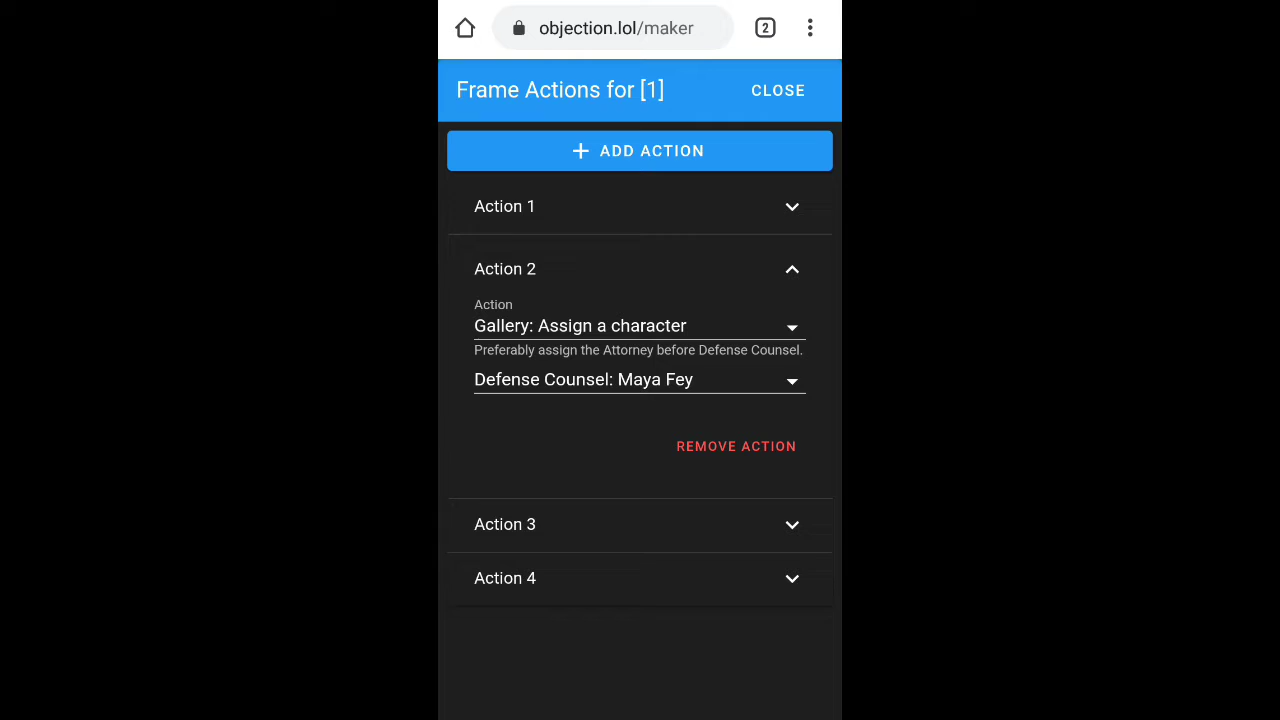 objection.lol/maker
2
Frame Actions for [1]
CLOSE
ADD ACTION
Action 1
Action 2
Action
Gallery: Assign a character
Preferably assign the Attorney before Defense Counsel.
Defense Counsel: Maya Fey
REMOVE ACTION
Action 3
Action 4